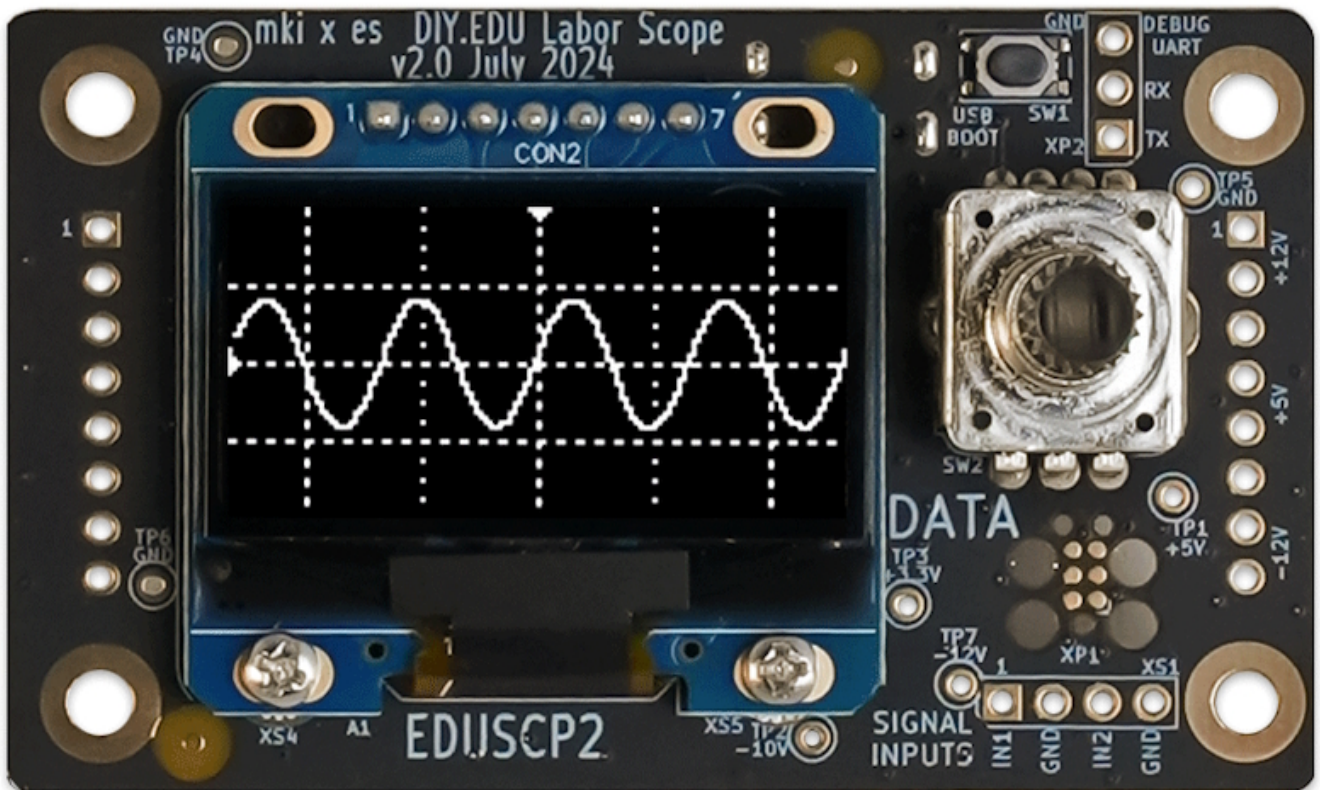 mki x es DIY.EDU Labor Scope
v2.0 July 2024
GND
TP4
1
7
CON2
GND
DEBUG
UART
RX
TX
XP2
USB
BOOT
SW1
TP5
GND
1
1
+12V
+5V
-12V
SW2
DATA
TP1
+5V
TP3
+3.3V
TP6
GND
TP7
-12V
XP1
1
XS1
SIGNAL
INPUTS
IN1
GND
IN2
GND
XS4
A1
EDUSCP2
XS5
TP2
-10V